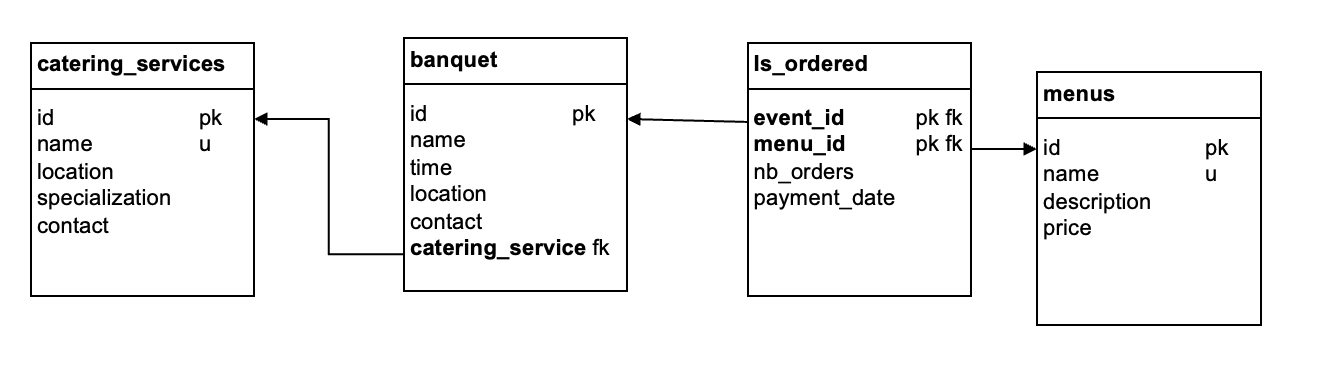 catering_services
id pk
name u
location
specialization
contact
banquet
id pk
name
time
location
contact
catering_service fk
Is_ordered
event_id pk fk
menu_id pk fk
nb_orders
payment_date
menus
id pk
name u
description
price